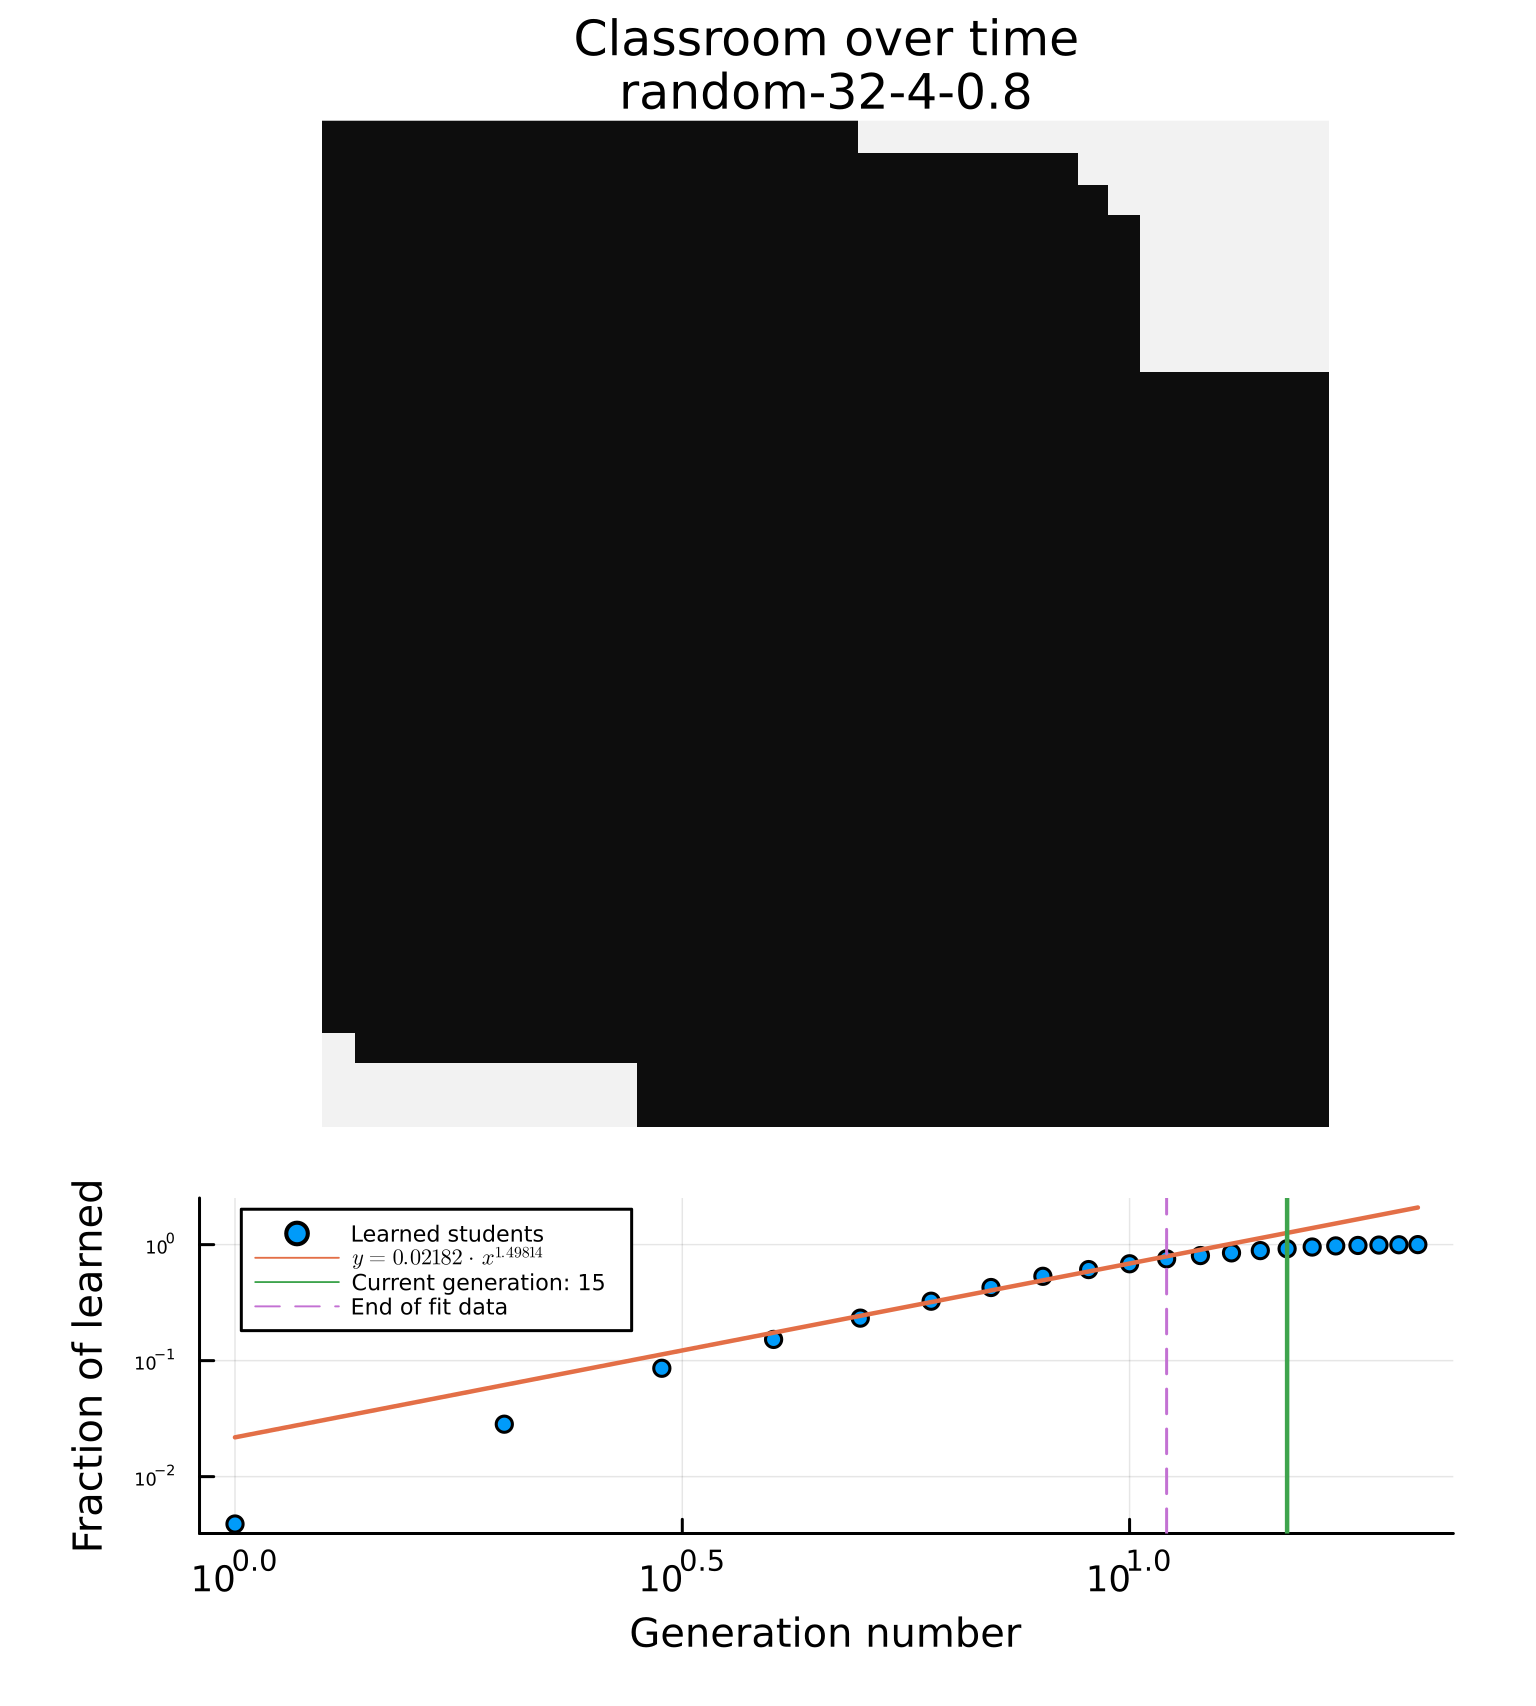 Classroom over time
random-32-4-0.8
Fraction of learned
10^0
10^-1
10^-2
Learned students
y = 0.02182 · x^1.49814
Current generation: 15
End of fit data
10^0.0 10^0.5 10^1.0
Generation number